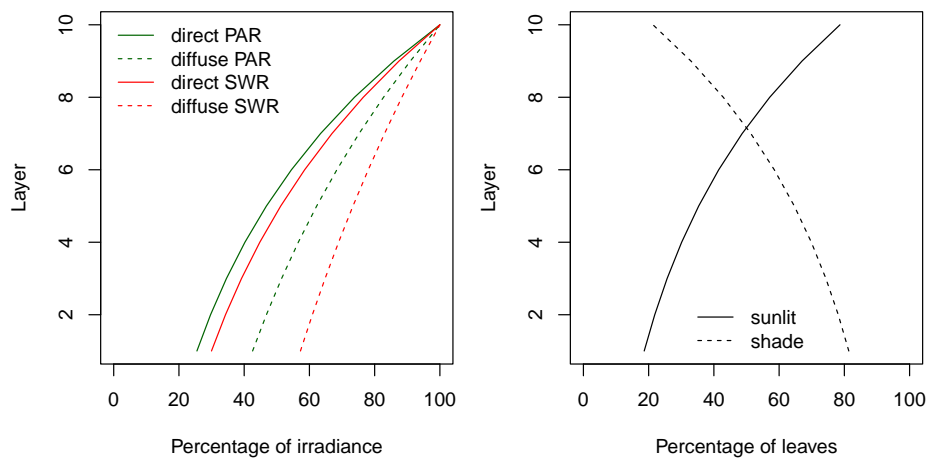 direct PAR
diffuse PAR
direct SWR
diffuse SWR
10
8
6
4
2
Layer
0 20 40 60 80 100
Percentage of irradiance
10
8
6
4
2
Layer
sunlit
shade
0 20 40 60 80 100
Percentage of leaves